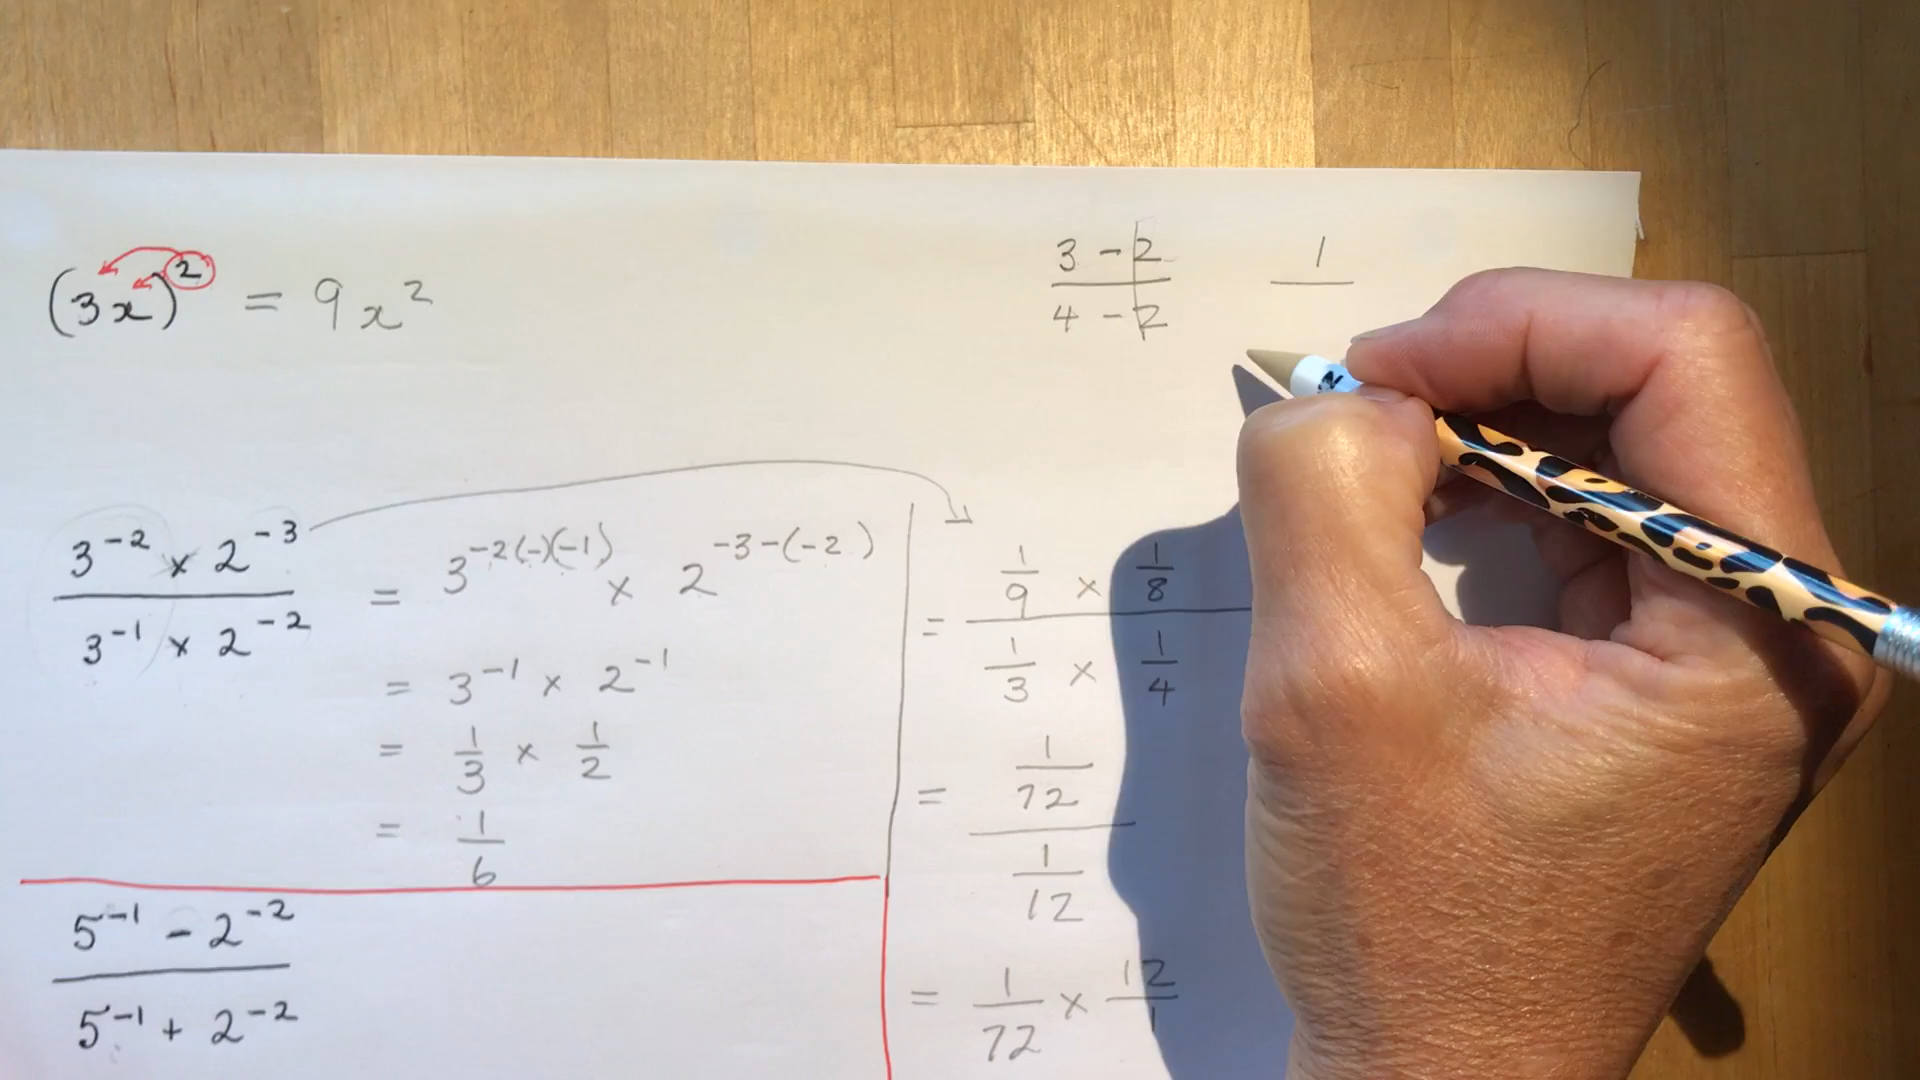 (3x)² = 9x²
3 - 2
4 - 2
1
3⁻² × 2⁻³
3⁻¹ × 2⁻²
= 3⁻²⁽⁻⁾⁽⁻¹⁾ × 2⁻³⁻⁽⁻²⁾
= 3⁻¹ × 2⁻¹
= 1/3 × 1/2
= 1/6
= 1/9 × 1/8
1/3 × 1/4
= 1/72
1/12
= 1/72 × 12/1
5⁻¹ - 2⁻²
5⁻¹ + 2⁻²